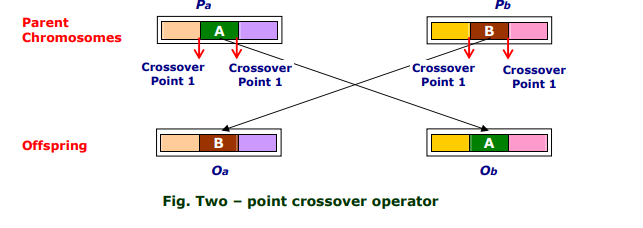 Pa Pb
Parent
Chromosomes
A B
Crossover Crossover Crossover Crossover
Point 1 Point 1 Point 1 Point 1
Offspring
B A
Oa Ob
Fig. Two – point crossover operator